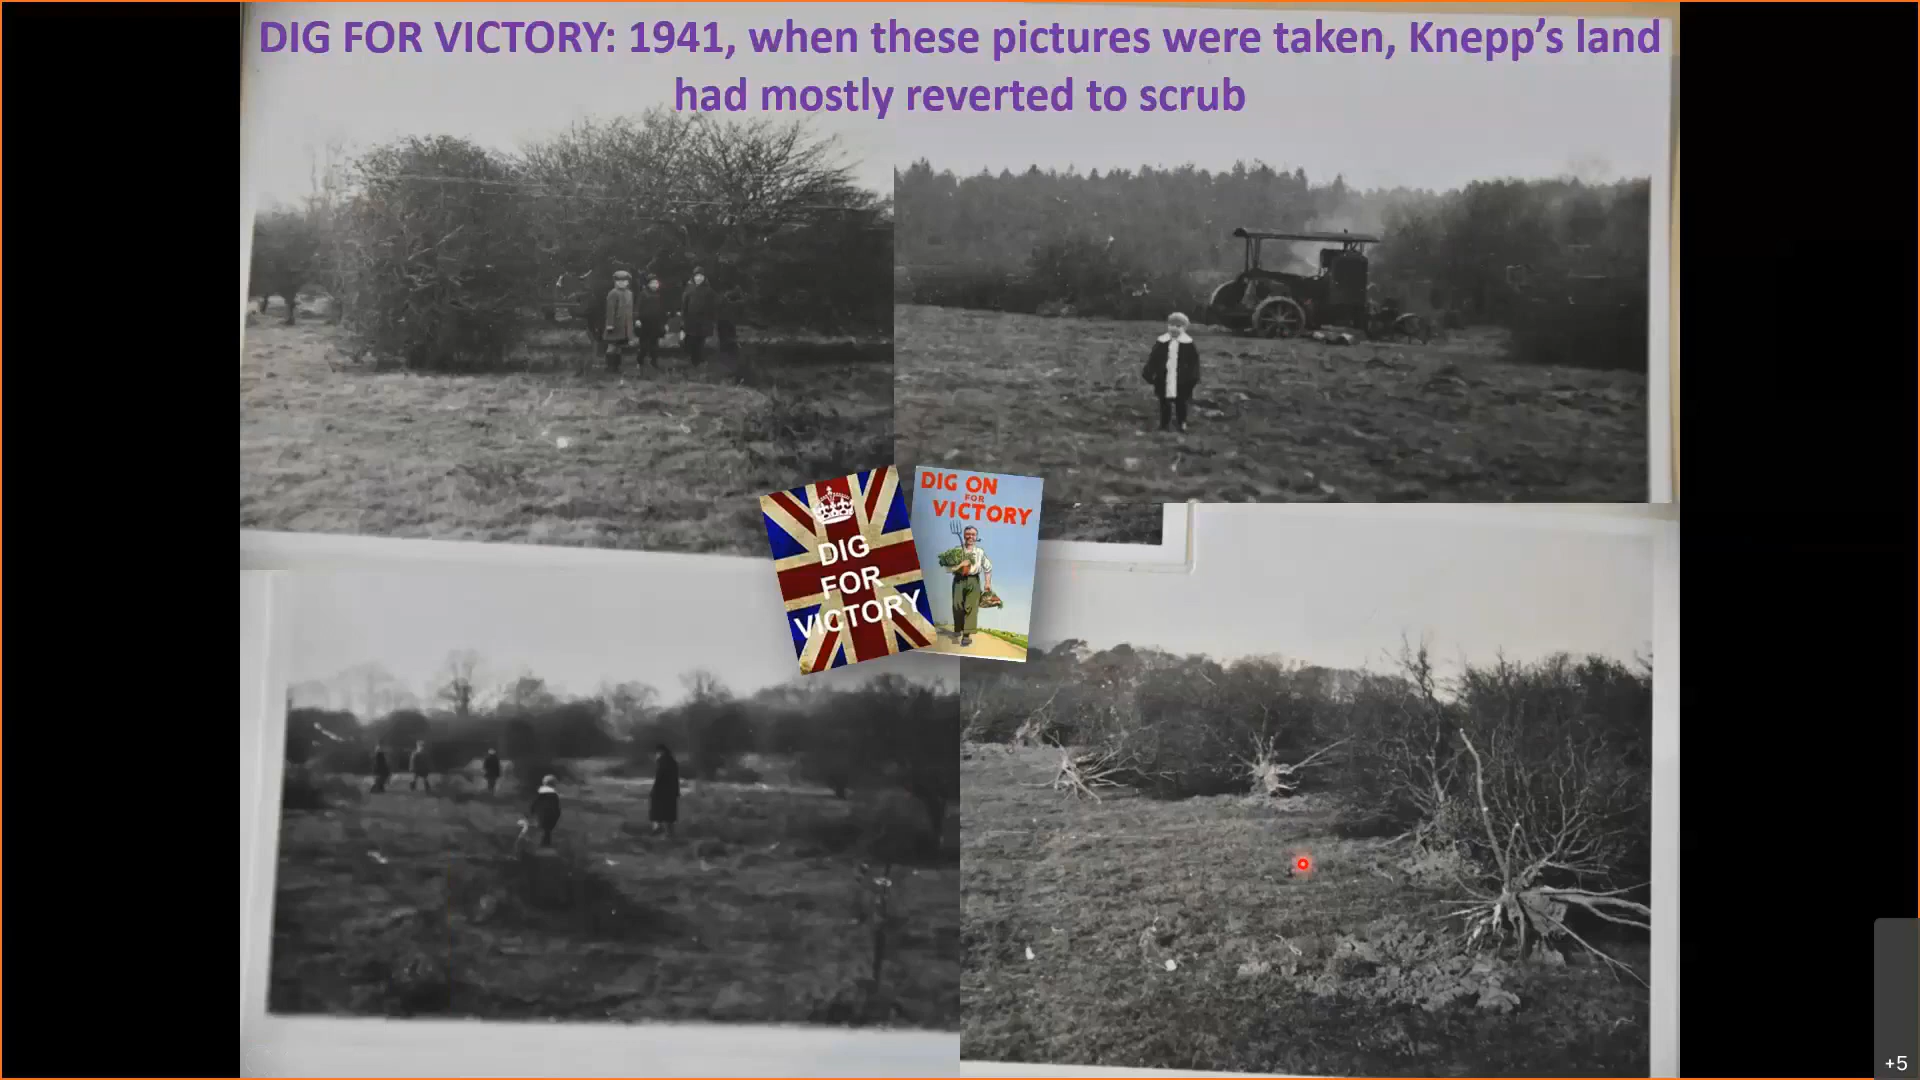 DIG FOR VICTORY: 1941, when these pictures were taken, Knepp’s land
had mostly reverted to scrub
DIG
FOR
VICTORY
DIG ON
FOR
VICTORY
+5